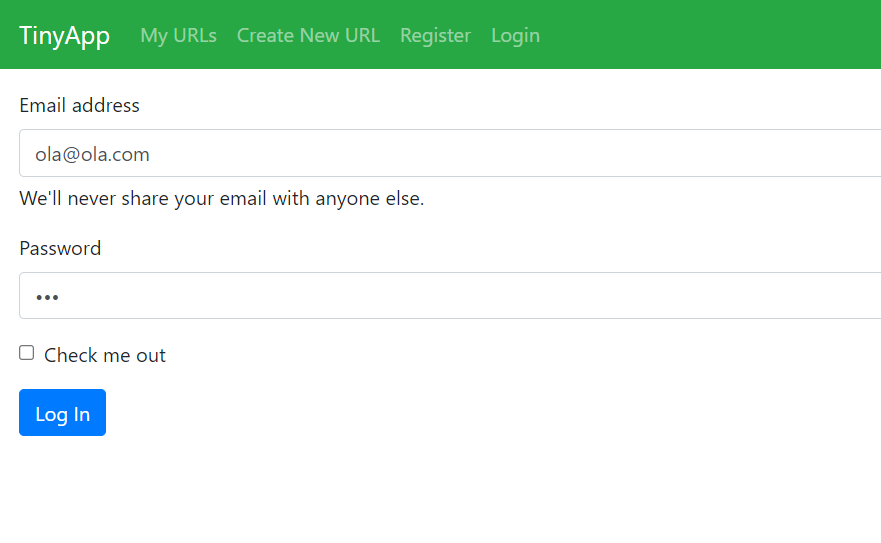 TinyApp My URLs Create New URL Register Login
Email address
ola@ola.com
We'll never share your email with anyone else.
Password
•••
Check me out
Log In